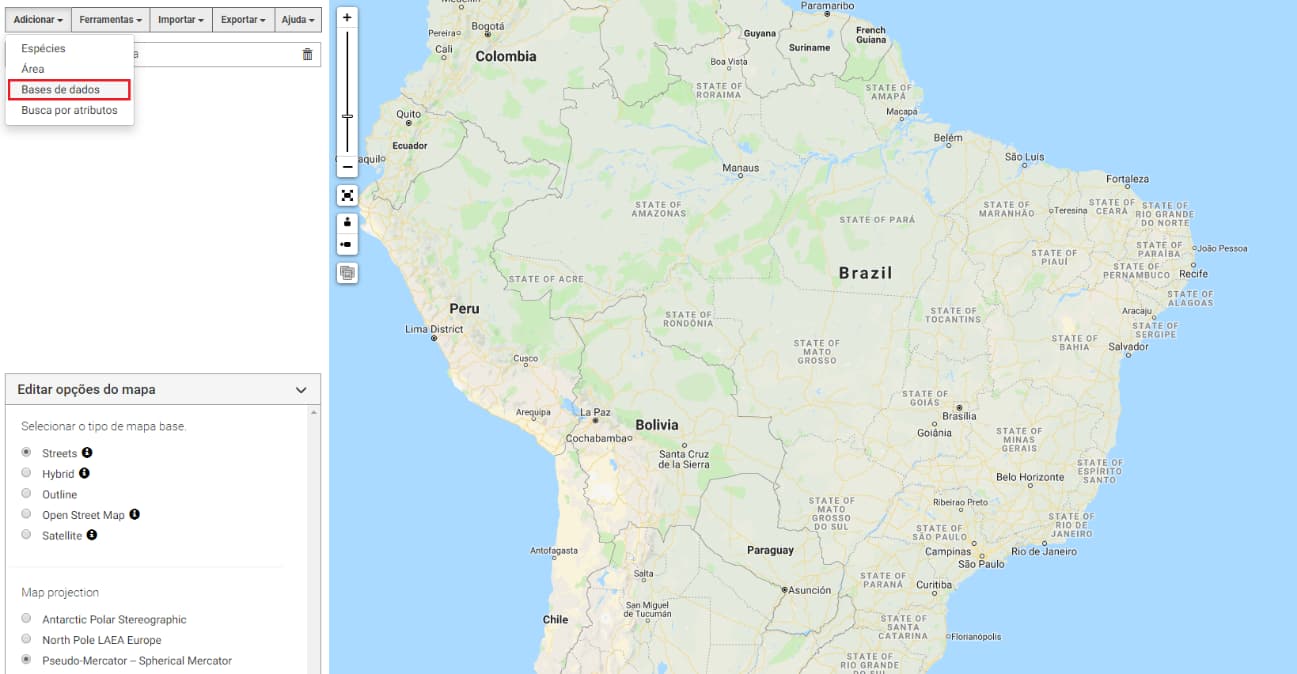 Adicionar Ferramentas Importar Exportar Ajuda
Espécies
Área
Bases de dados
Busca por atributos
a
Editar opções do mapa
Selecionar o tipo de mapa base.
Streets
Hybrid
Outline
Open Street Map
Satellite
Map projection
Antarctic Polar Stereographic
North Pole LAEA Europe
Pseudo-Mercator – Spherical Mercator
+
−
Medellin
Paramaribo
Pereira
Bogotá
Cali
Colombia
Guyana
Suriname
French
Guiana
Boa Vista
STATE OF
RORAIMA
STATE OF
AMAPÁ
Macapá
Quito
Ecuador
aquil
Belém
São Luís
Manaus
Fortaleza
STATE OF
AMAZONAS
STATE OF PARÁ
STATE OF
MARANHÃO
Teresina
STATE OF
CEARÁ
STATE OF
RIO GRANDE
DO NORTE
STATE OF
PARAÍBA
João Pessoa
STATE OF
PIAUÍ
STATE OF
PERNAMBUCO
Recife
STATE OF ACRE
Brazil
STATE OF
ALAGOAS
Peru
STATE OF
RONDÔNIA
STATE OF
TOCANTINS
Aracaju
STATE OF
SERGIPE
Lima District
STATE OF
MATO
GROSSO
STATE OF
BAHIA
Salvador
Cusco
STATE OF
GOIÁS
Brasília
Arequipa
La Paz
Bolivia
Cochabamba
Goiânia
STATE OF
MINAS
GERAIS
Santa Cruz
de la Sierra
STATE OF
ESPÍRITO
SANTO
Belo Horizonte
STATE OF
MATO
GROSSO
DO SUL
Ribeirao Preto
STATE OF
RIO DE
JANEIRO
STATE OF
SÃO PAULO
Antofagasta
Paraguay
Campinas
Rio de Janeiro
São Paulo
Salta
STATE OF
PARANÁ
Curitiba
Asunción
San Miguel
de Tucumán
Chile
STATE OF
SANTA
CATARINA
Florianópolis
STATE OF
RIO GRANDE
DO SUL